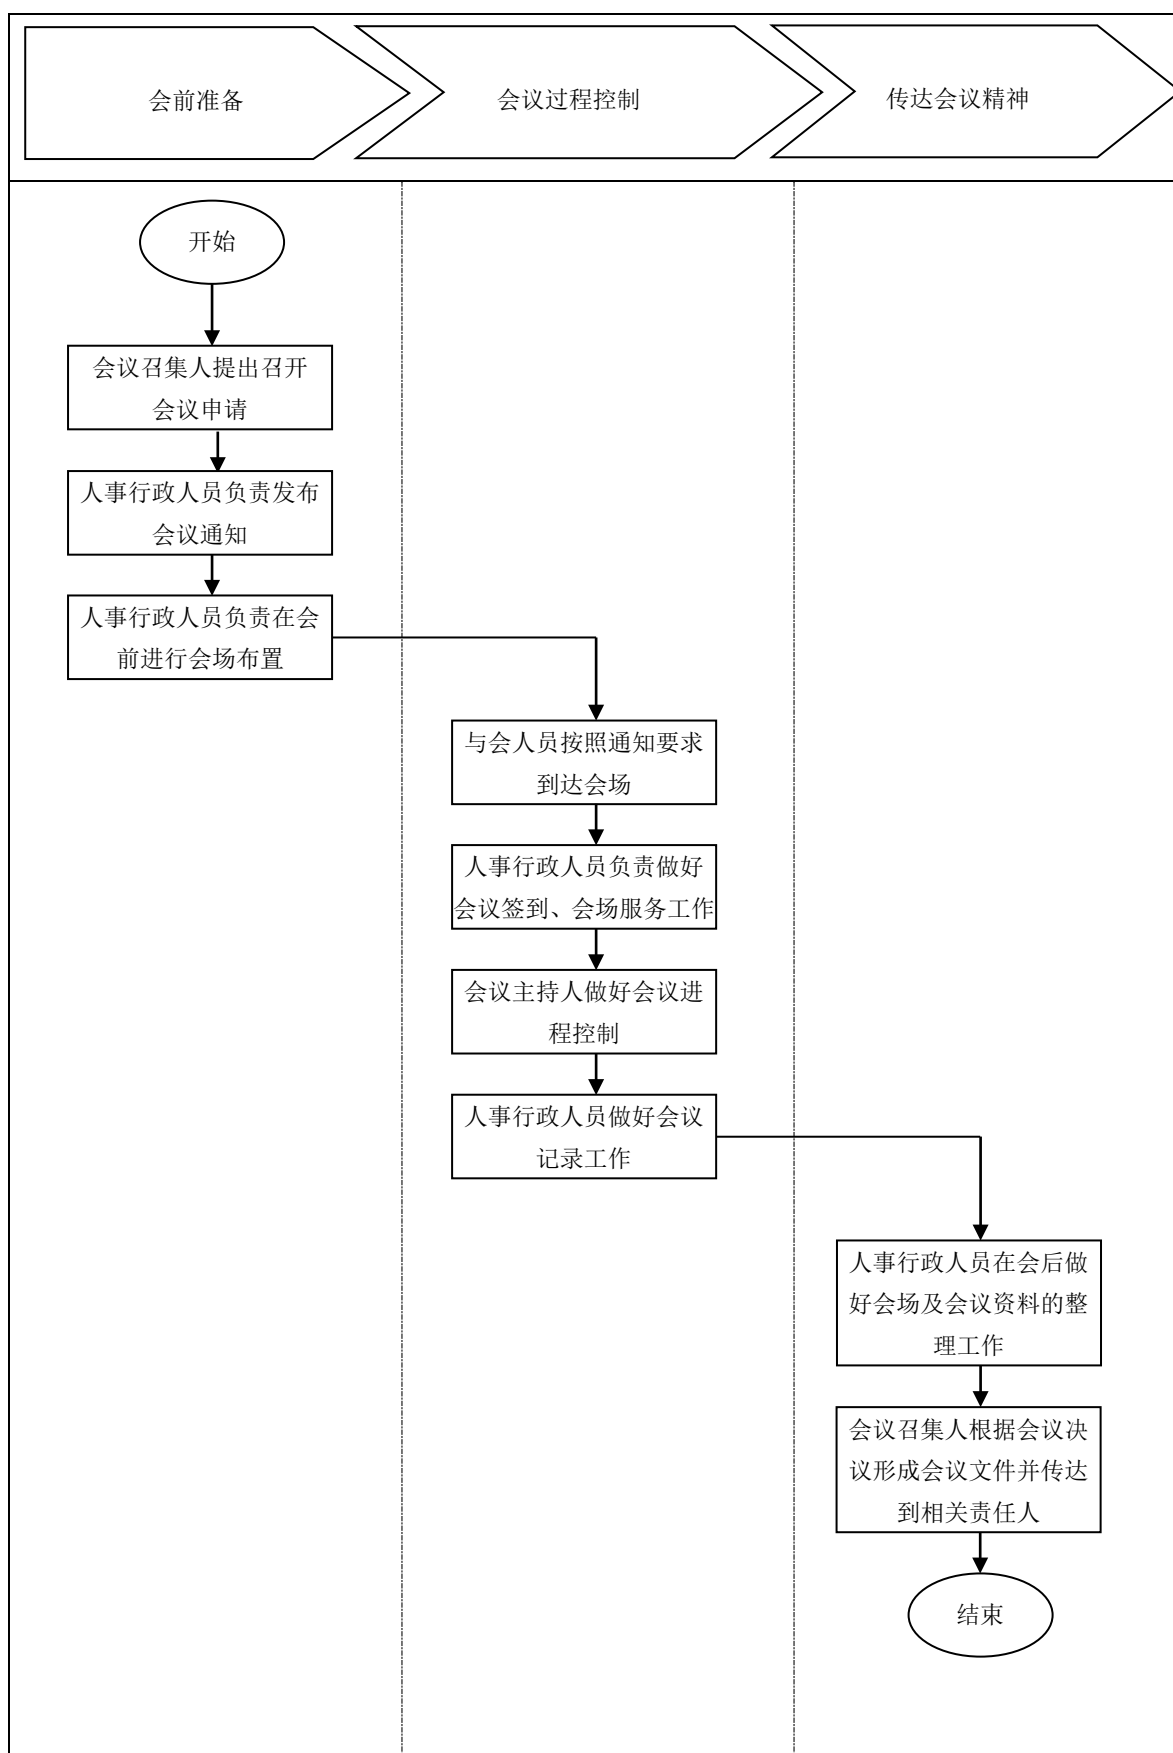 会前准备
会议过程控制
传达会议精神
开始
会议召集人提出召开
会议申请
人事行政人员负责发布
会议通知
人事行政人员负责在会
前进行会场布置
与会人员按照通知要求
到达会场
人事行政人员负责做好
会议签到、会场服务工作
会议主持人做好会议进
程控制
人事行政人员做好会议
记录工作
人事行政人员在会后做
好会场及会议资料的整
理工作
会议召集人根据会议决
议形成会议文件并传达
到相关责任人
结束